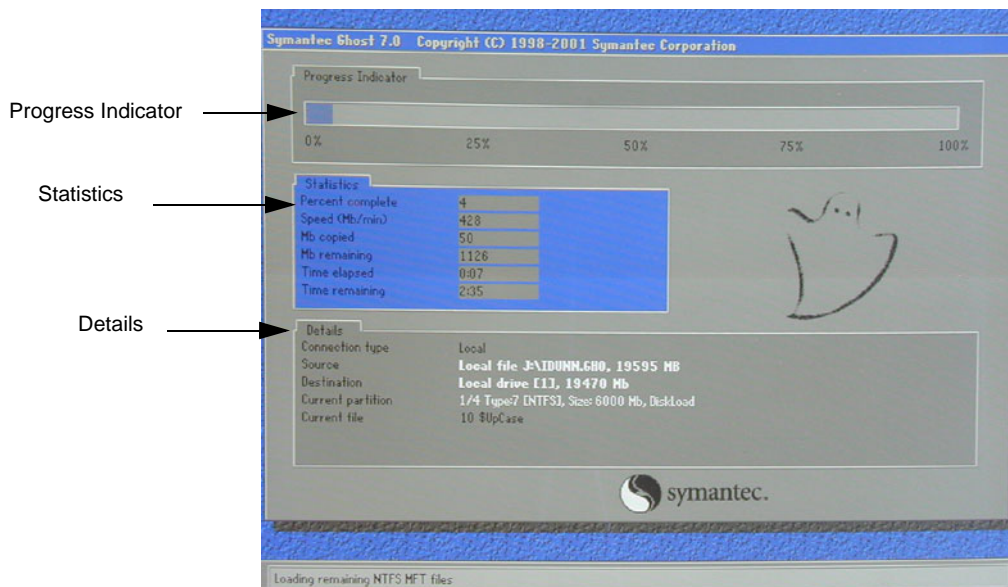 Symantec Ghost 7.0 Copyright (C) 1998-2001 Symantec Corporation
Progress Indicator
Progress Indicator
0% 25% 50% 75% 100%
Statistics
Statistics
Percent complete 4
Speed (Mb/min) 428
Mb copied 50
Mb remaining 1126
Time elapsed 0:07
Time remaining 2:35
Details
Details
Connection type Local
Source Local file J:\IDUNN.GHO, 19595 MB
Destination Local drive [1], 19470 Mb
Current partition 1/4 Type:7 [NTFS], Size: 6000 Mb, DiskLoad
Current file 10 $UpCase
symantec.
Loading remaining NTFS MFT files